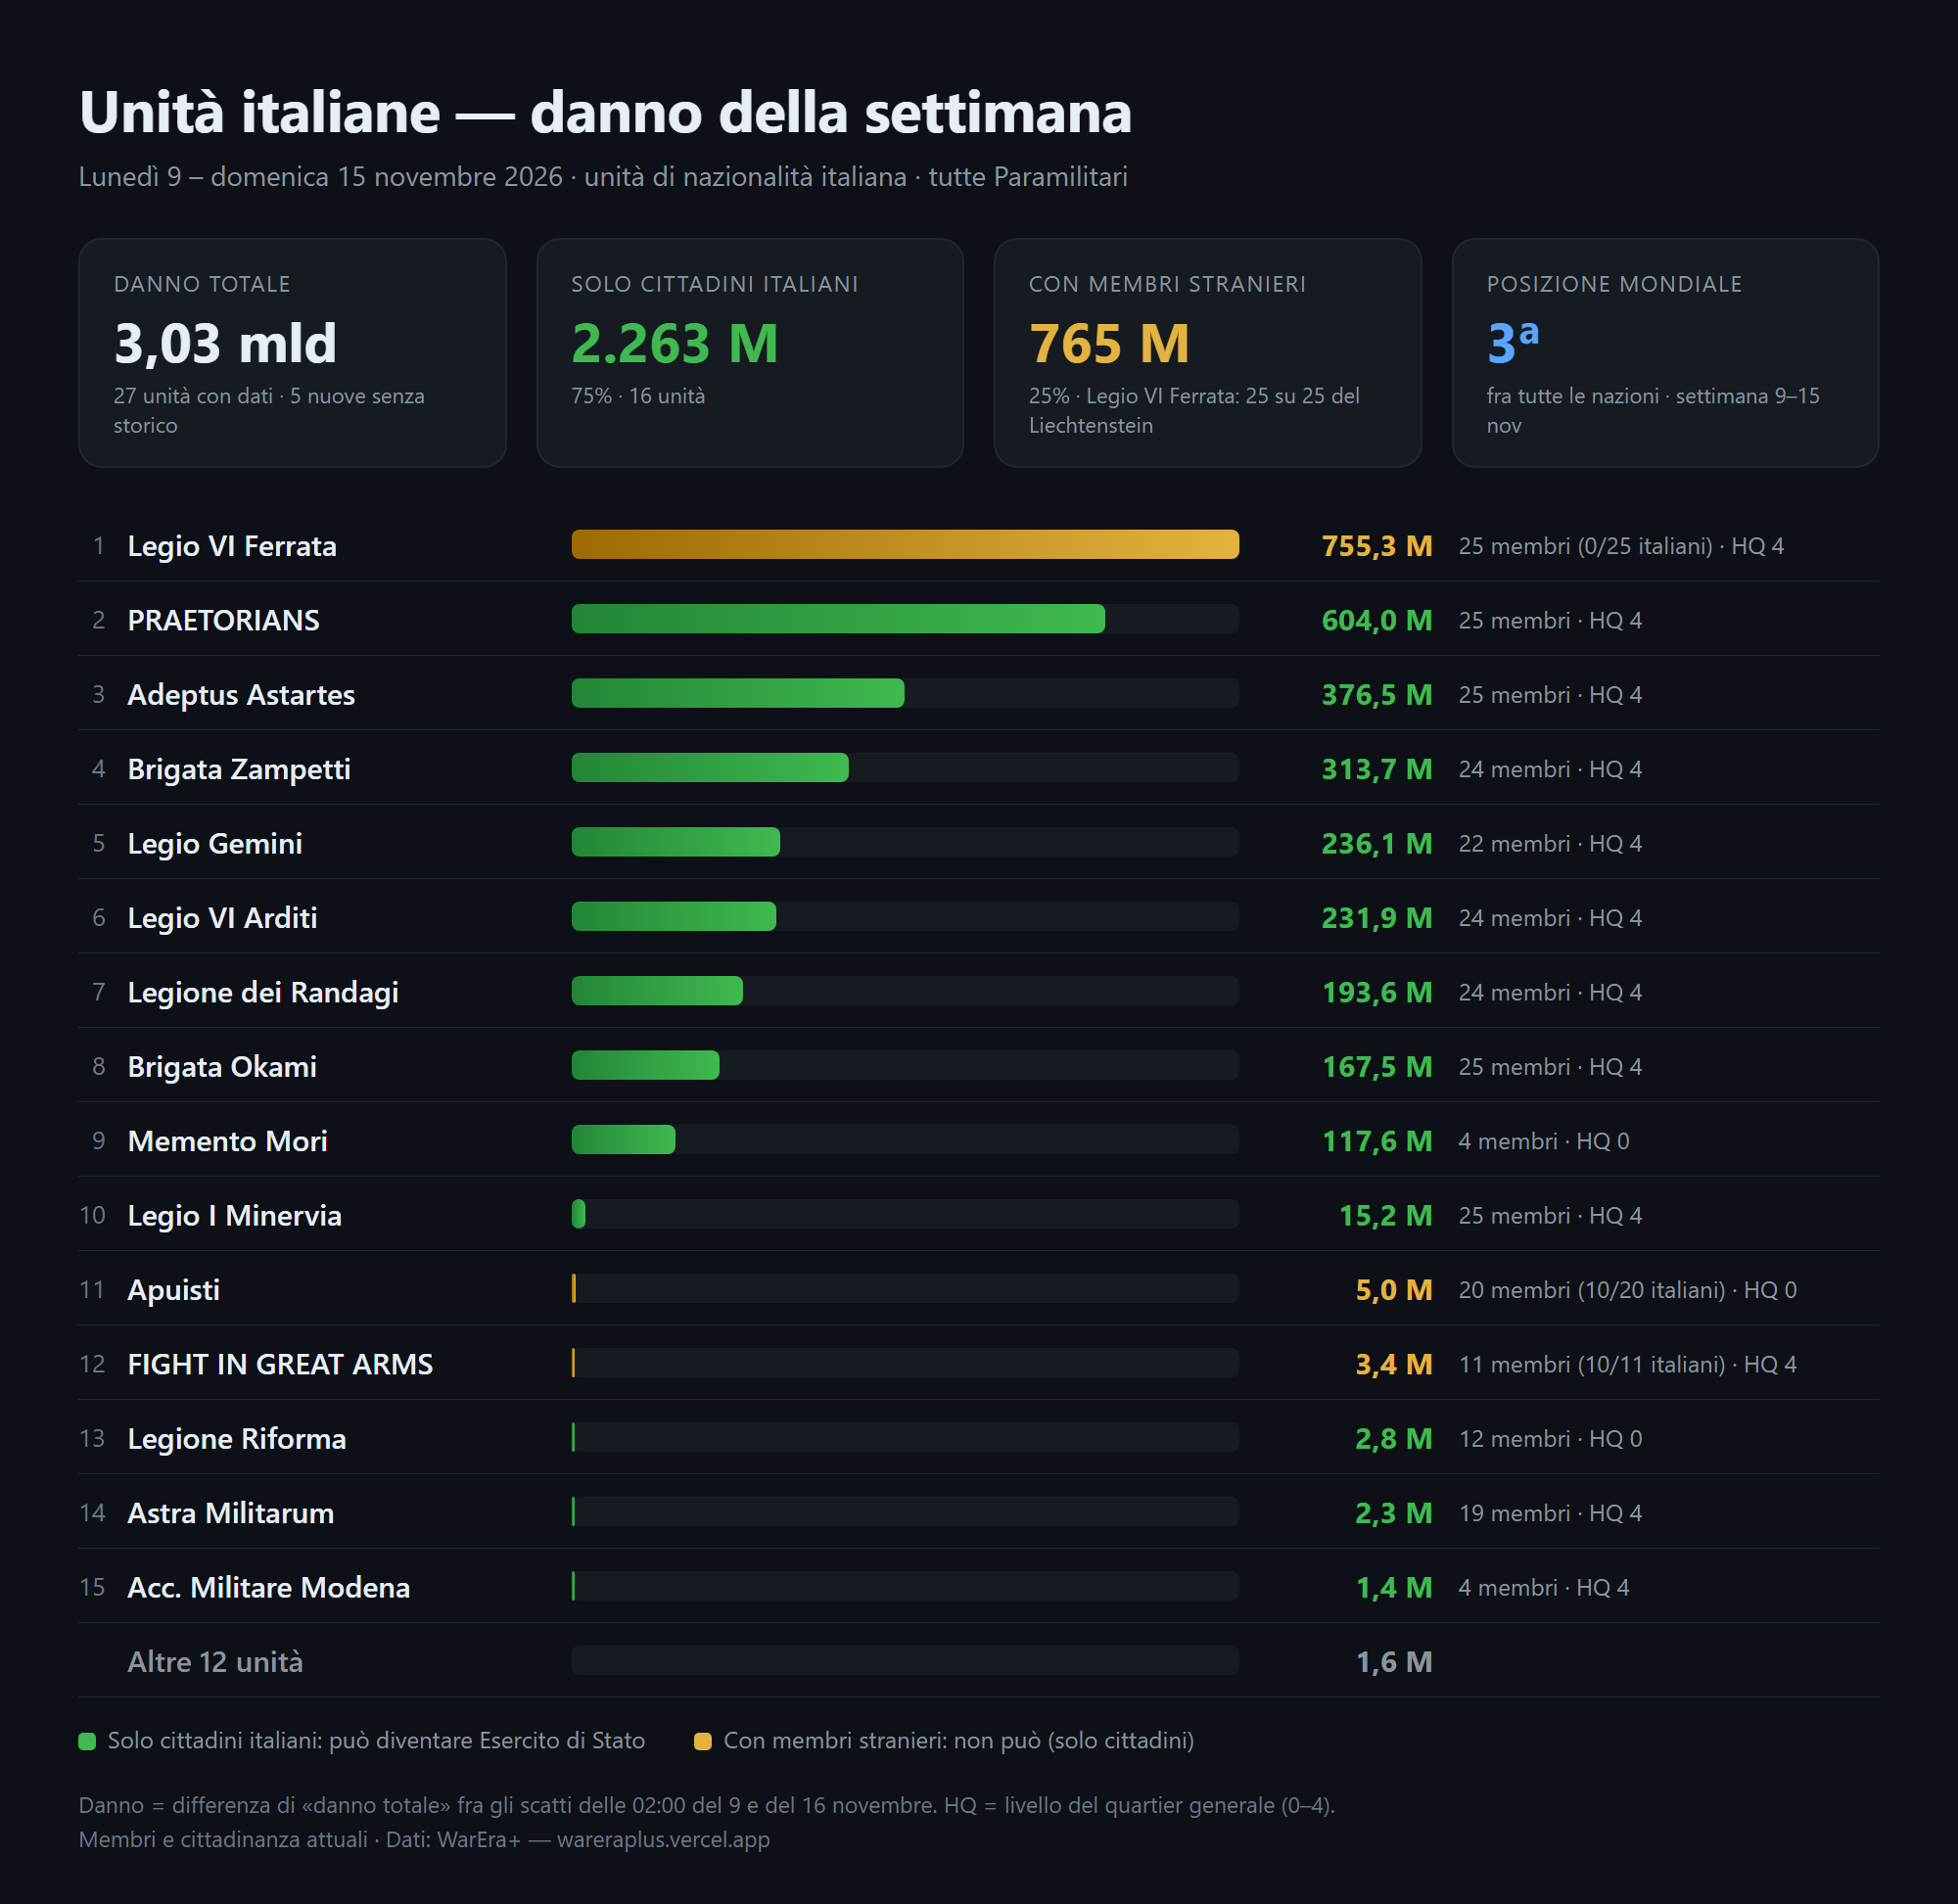 Unità italiane — danno della settimana
Lunedì 9 – domenica 15 novembre 2026 · unità di nazionalità italiana · tutte Paramilitari
DANNO TOTALE
3,03 mld
27 unità con dati · 5 nuove senza
storico
SOLO CITTADINI ITALIANI
2.263 M
75% · 16 unità
CON MEMBRI STRANIERI
765 M
25% · Legio VI Ferrata: 25 su 25 del
Liechtenstein
POSIZIONE MONDIALE
3ª
fra tutte le nazioni · settimana 9–15
nov
1 Legio VI Ferrata 755,3 M 25 membri (0/25 italiani) · HQ 4
2 PRAETORIANS 604,0 M 25 membri · HQ 4
3 Adeptus Astartes 376,5 M 25 membri · HQ 4
4 Brigata Zampetti 313,7 M 24 membri · HQ 4
5 Legio Gemini 236,1 M 22 membri · HQ 4
6 Legio VI Arditi 231,9 M 24 membri · HQ 4
7 Legione dei Randagi 193,6 M 24 membri · HQ 4
8 Brigata Okami 167,5 M 25 membri · HQ 4
9 Memento Mori 117,6 M 4 membri · HQ 0
10 Legio I Minervia 15,2 M 25 membri · HQ 4
11 Apuisti 5,0 M 20 membri (10/20 italiani) · HQ 0
12 FIGHT IN GREAT ARMS 3,4 M 11 membri (10/11 italiani) · HQ 4
13 Legione Riforma 2,8 M 12 membri · HQ 0
14 Astra Militarum 2,3 M 19 membri · HQ 4
15 Acc. Militare Modena 1,4 M 4 membri · HQ 4
Altre 12 unità 1,6 M
Solo cittadini italiani: può diventare Esercito di Stato
Con membri stranieri: non può (solo cittadini)
Danno = differenza di «danno totale» fra gli scatti delle 02:00 del 9 e del 16 novembre. HQ = livello del quartier generale (0–4).
Membri e cittadinanza attuali · Dati: WarEra+ — wareraplus.vercel.app